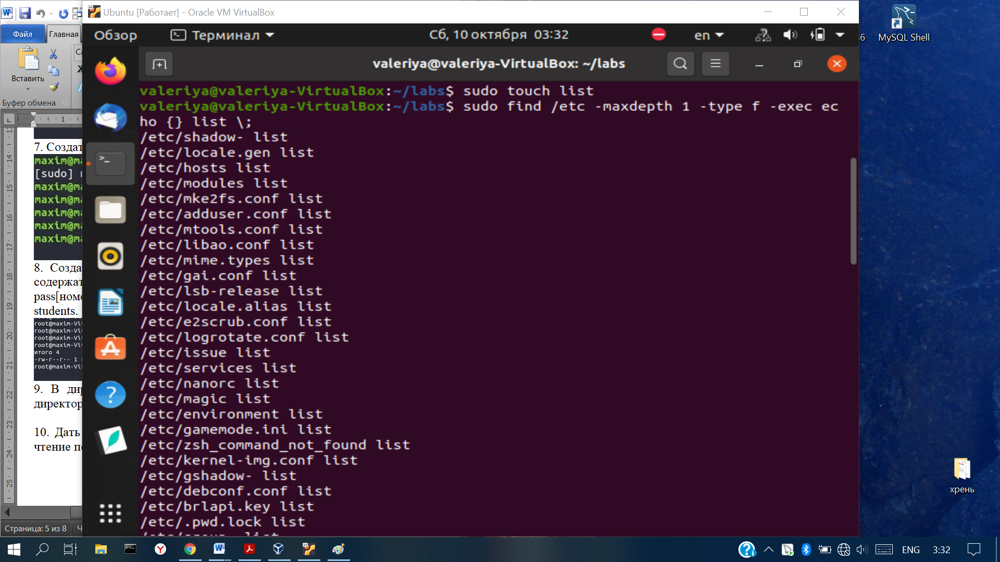 Ubuntu [Работает] - Oracle VM VirtualBox
Файл
Главная
Вставить
Буфер обмена
Обзор
Терминал
Сб, 10 октября 03:32
en
valeriya@valeriya-VirtualBox: ~/labs
valeriya@valeriya-VirtualBox:~/labs$ sudo touch list
valeriya@valeriya-VirtualBox:~/labs$ sudo find /etc -maxdepth 1 -type f -exec ec
ho {} list \;
/etc/shadow- list
/etc/locale.gen list
/etc/hosts list
/etc/modules list
/etc/mke2fs.conf list
/etc/adduser.conf list
/etc/mtools.conf list
/etc/libao.conf list
/etc/mime.types list
/etc/gai.conf list
/etc/lsb-release list
/etc/locale.alias list
/etc/e2scrub.conf list
/etc/logrotate.conf list
/etc/issue list
/etc/services list
/etc/nanorc list
/etc/magic list
/etc/environment list
/etc/gamemode.ini list
/etc/zsh_command_not_found list
/etc/kernel-img.conf list
/etc/gshadow- list
/etc/debconf.conf list
/etc/brlapi.key list
/etc/.pwd.lock list
7. Создат
maxim@ma
[sudo]
maxim@ma
maxim@ma
maxim@ma
maxim@ma
maxim@ma
8. Созда
содержат
pass[номе
students.
root@maxim-Vi
root@maxim-Vi
root@maxim-Vi
root@maxim-Vi
итого 4
-rw-r--r-- 1
root@maxim-Vi
9. В дир
директор
10. Дать
чтение п
Страница: 5 из 8
MySQL Shell
хрень
ENG
3:32